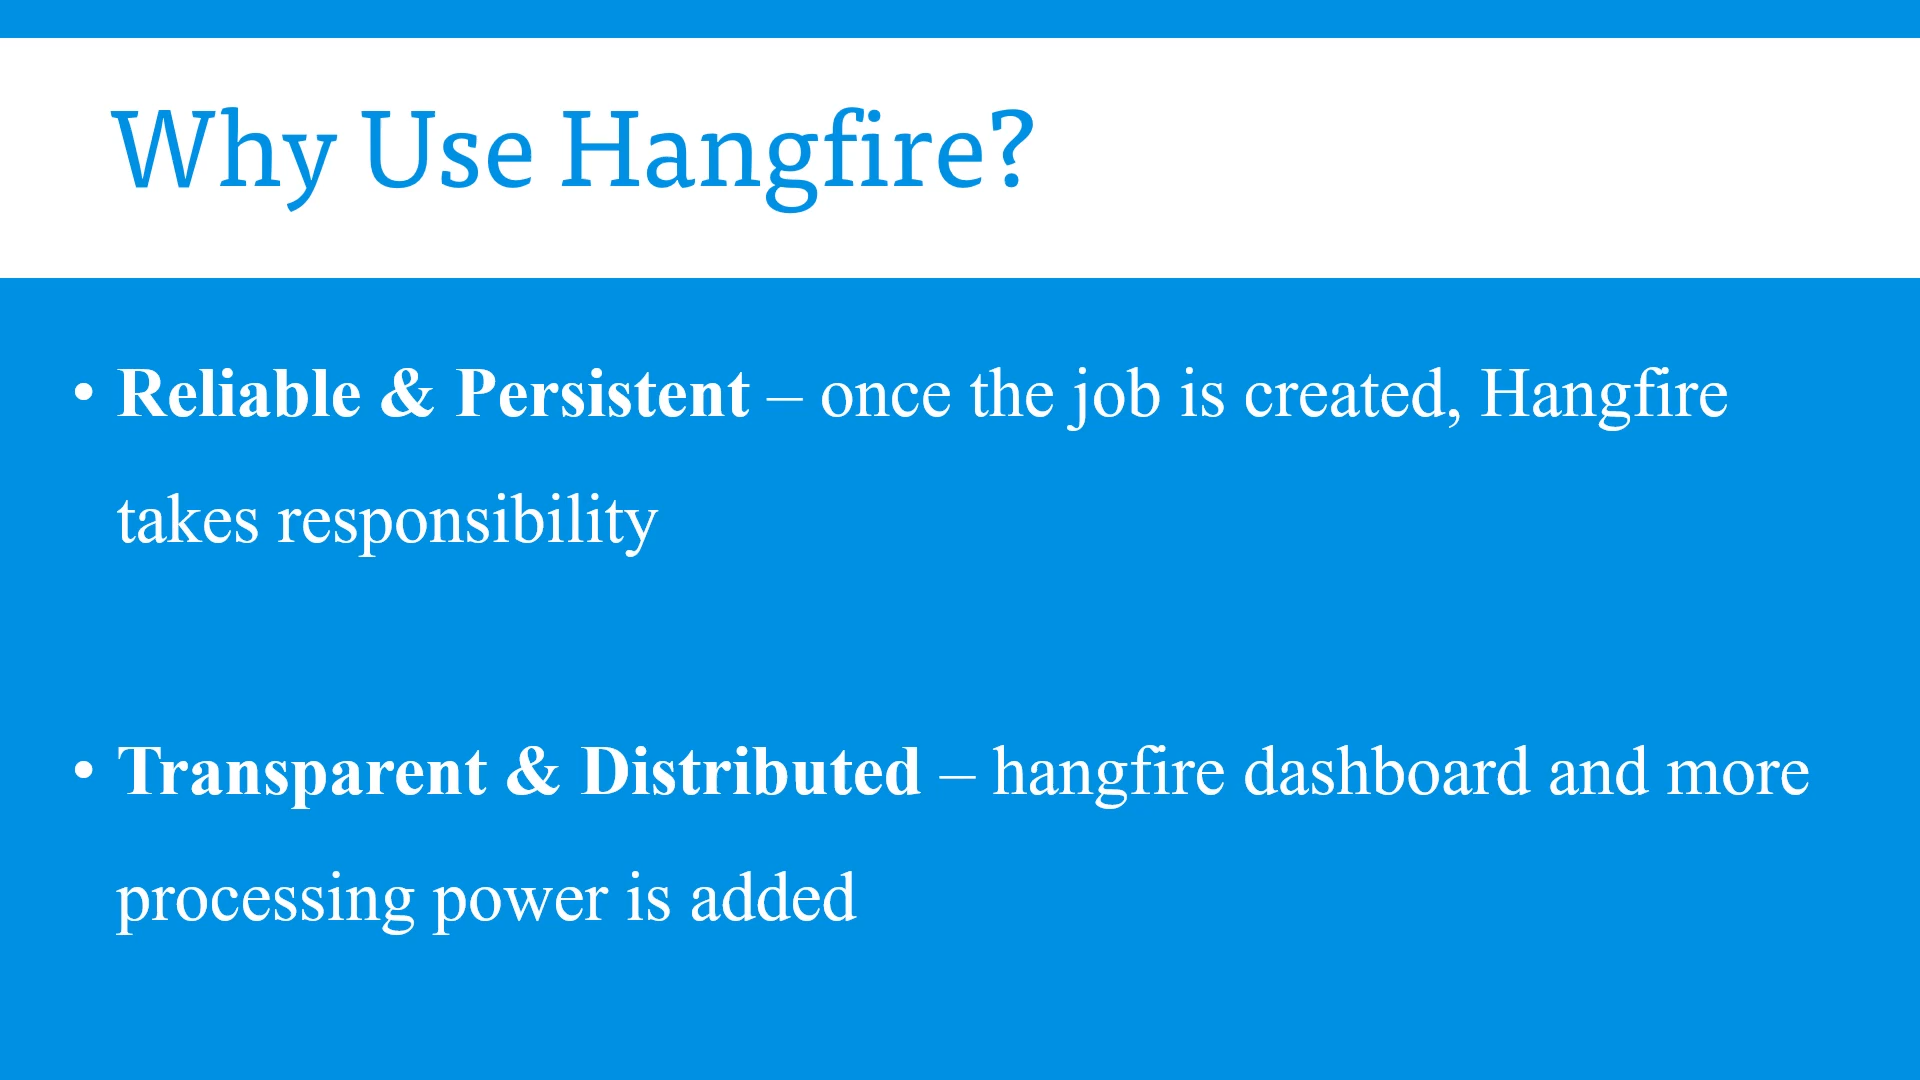 Why Use Hangfire?
• Reliable & Persistent – once the job is created, Hangfire
takes responsibility
• Transparent & Distributed – hangfire dashboard and more
processing power is added